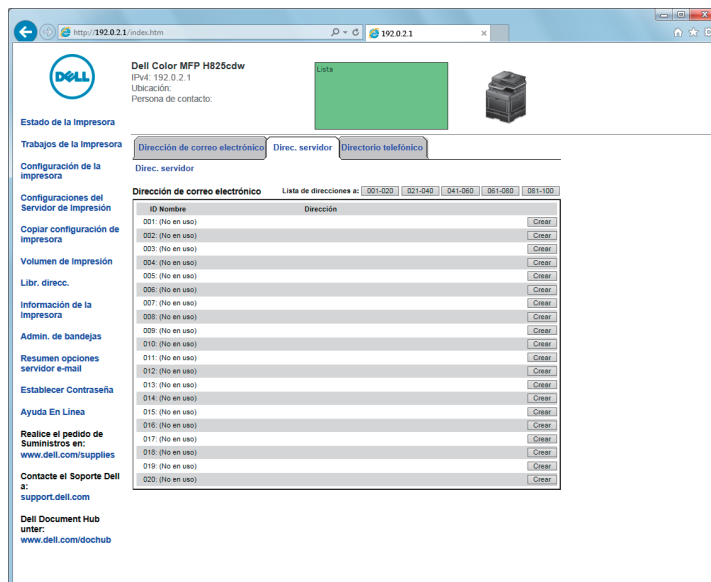 http://192.0.2.1/index.htm
192.0.2.1
DELL
Dell Color MFP H825cdw
IPv4: 192.0.2.1
Ubicación:
Persona de contacto:
Lista
Estado de la Impresora
Trabajos de la Impresora
Configuración de la
impresora
Configuraciones del
Servidor de Impresión
Copiar configuración de
impresora
Volumen de Impresión
Libr. direcc.
Información de la
Impresora
Admin. de bandejas
Resumen opciones
servidor e-mail
Establecer Contraseña
Ayuda En Línea
Realice el pedido de
Suministros en:
www.dell.com/supplies
Contacte el Soporte Dell
a:
support.dell.com
Dell Document Hub
unter:
www.dell.com/dochub
Dirección de correo electrónico Direc. servidor Directorio telefónico
Direc. servidor
Dirección de correo electrónico Lista de direcciones a: 001-020 021-040 041-060 061-080 081-100
ID Nombre Dirección
001: (No en uso) Crear
002: (No en uso) Crear
003: (No en uso) Crear
004: (No en uso) Crear
005: (No en uso) Crear
006: (No en uso) Crear
007: (No en uso) Crear
008: (No en uso) Crear
009: (No en uso) Crear
010: (No en uso) Crear
011: (No en uso) Crear
012: (No en uso) Crear
013: (No en uso) Crear
014: (No en uso) Crear
015: (No en uso) Crear
016: (No en uso) Crear
017: (No en uso) Crear
018: (No en uso) Crear
019: (No en uso) Crear
020: (No en uso) Crear